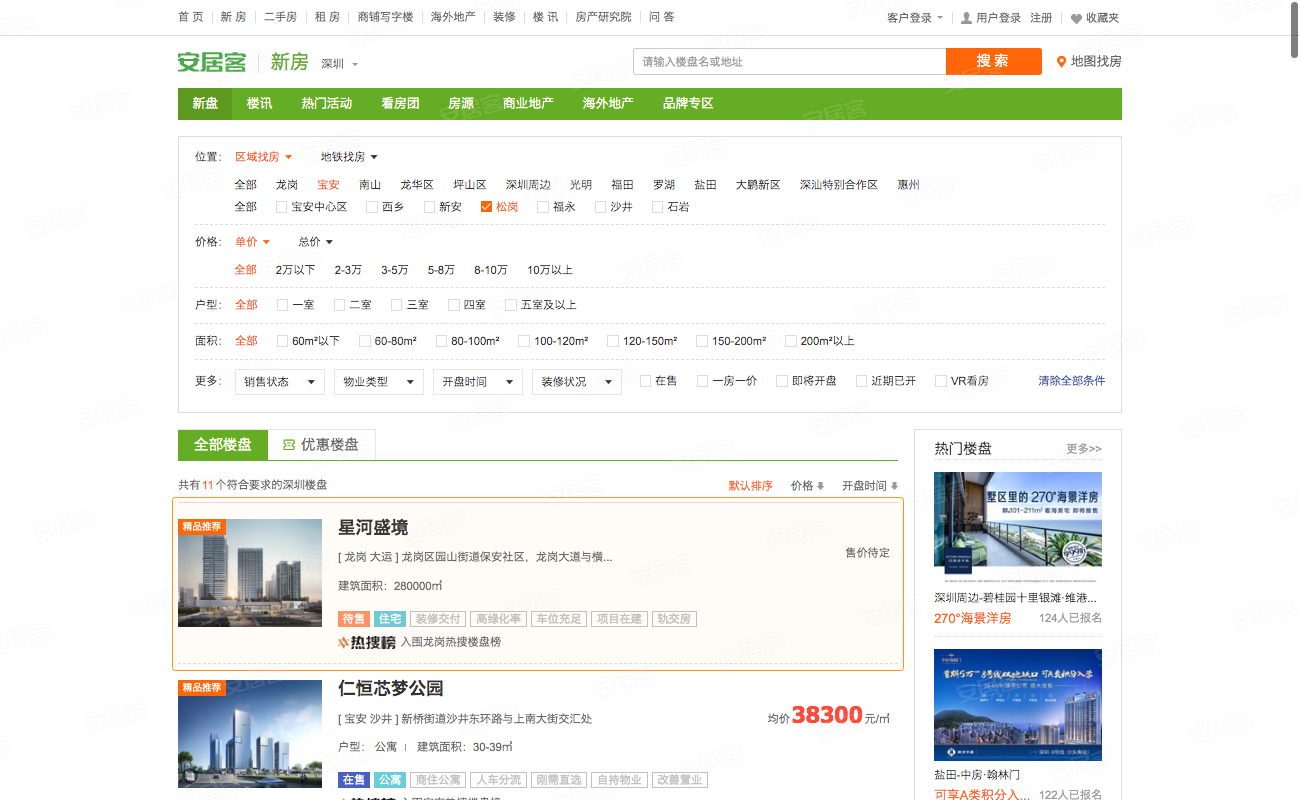 首 页 新 房 二手房 租 房 商铺写字楼 海外地产 装修 楼 讯 房产研究院 问 答 客户登录 用户登录 注册 收藏夹
安居客 新房 深圳 请输入楼盘名或地址 搜 索 地图找房
新盘 楼讯 热门活动 看房团 房源 商业地产 海外地产 品牌专区
位置: 区域找房 地铁找房
全部 龙岗 宝安 南山 龙华区 坪山区 深圳周边 光明 福田 罗湖 盐田 大鹏新区 深汕特别合作区 惠州
全部 宝安中心区 西乡 新安 松岗 福永 沙井 石岩
价格: 单价 总价
全部 2万以下 2-3万 3-5万 5-8万 8-10万 10万以上
户型: 全部 一室 二室 三室 四室 五室及以上
面积: 全部 60m²以下 60-80m² 80-100m² 100-120m² 120-150m² 150-200m² 200m²以上
更多: 销售状态 物业类型 开盘时间 装修状况 在售 一房一价 即将开盘 近期已开 VR看房 清除全部条件
全部楼盘 优惠楼盘
共有 11 个符合要求的深圳楼盘 默认排序 价格 开盘时间
精品推荐
星河盛境
[ 龙岗 大运 ] 龙岗区园山街道保安社区，龙岗大道与横...
售价待定
建筑面积：280000㎡
待售 住宅 装修交付 高绿化率 车位充足 项目在建 轨交房
热搜榜 入围龙岗热搜楼盘榜
精品推荐
仁恒芯梦公园
[ 宝安 沙井 ] 新桥街道沙井东环路与上南大街交汇处
均价 38300 元/㎡
户型： 公寓 建筑面积：30-39㎡
在售 公寓 商住公寓 人车分流 刚需直选 自持物业 改善置业
热门楼盘 更多>>
墅区里的 270°海景洋房
深圳周边-碧桂园十里银滩·维港...
270°海景洋房 124人已报名
盐田-中房·翰林门
可享A类积分入... 122人已报名